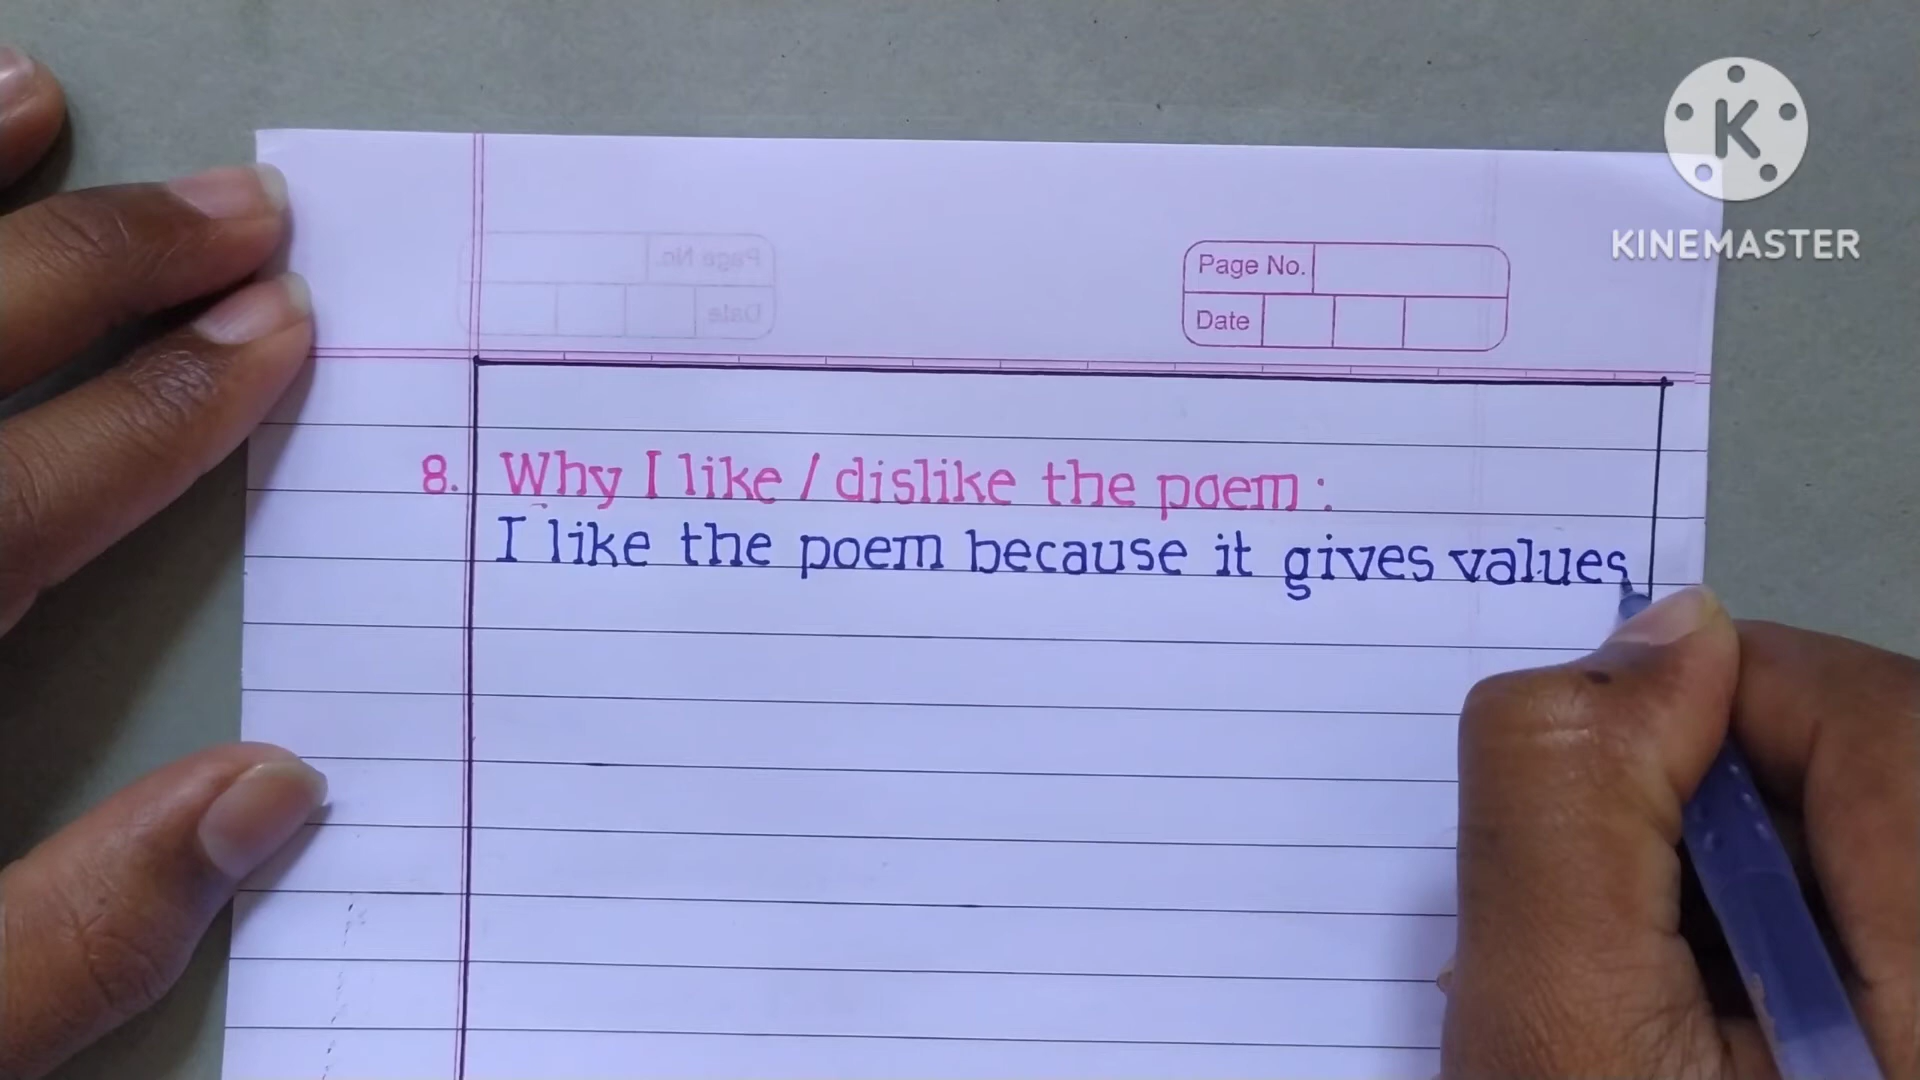 KINEMASTER
Page No.
Date
8. Why I like / dislike the poem :
I like the poem because it gives values